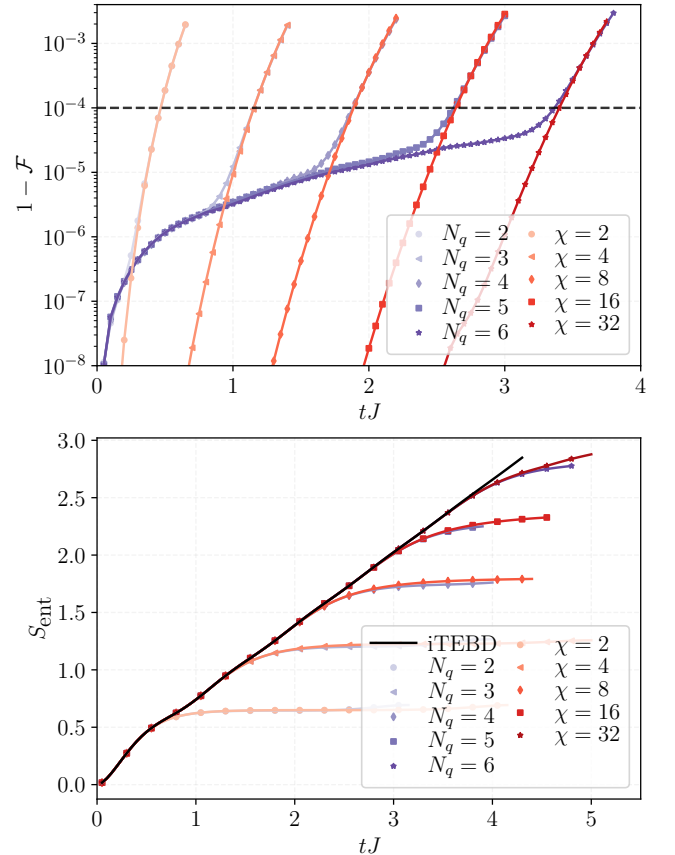 10⁻³
10⁻⁴
10⁻⁵
10⁻⁶
10⁻⁷
10⁻⁸
1 − ℱ
N_q = 2
N_q = 3
N_q = 4
N_q = 5
N_q = 6
χ = 2
χ = 4
χ = 8
χ = 16
χ = 32
0 1 2 3 4
tJ
3.0
2.5
2.0
1.5
1.0
0.5
0.0
S_ent
iTEBD
N_q = 2
N_q = 3
N_q = 4
N_q = 5
N_q = 6
χ = 2
χ = 4
χ = 8
χ = 16
χ = 32
0 1 2 3 4 5
tJ